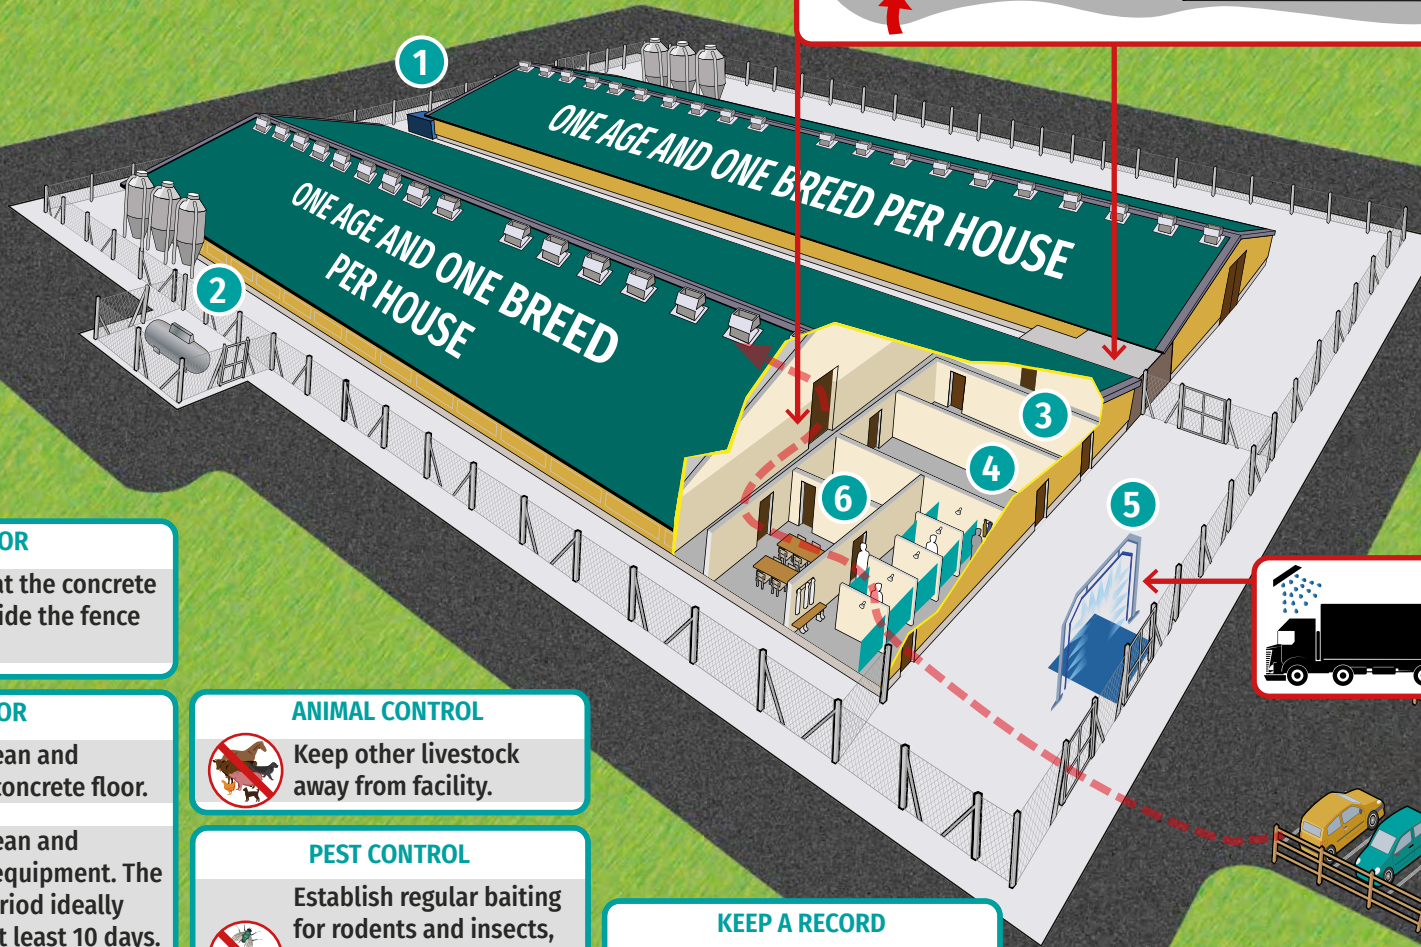 1
ONE AGE AND ONE BREED PER HOUSE
ONE AGE AND ONE BREED
PER HOUSE
2
3
4
6
5
OR
at the concrete
ide the fence
OR
ean and
concrete floor.
ean and
equipment. The
riod ideally
t least 10 days.
ANIMAL CONTROL
Keep other livestock
away from facility.
PEST CONTROL
Establish regular baiting
for rodents and insects,
KEEP A RECORD